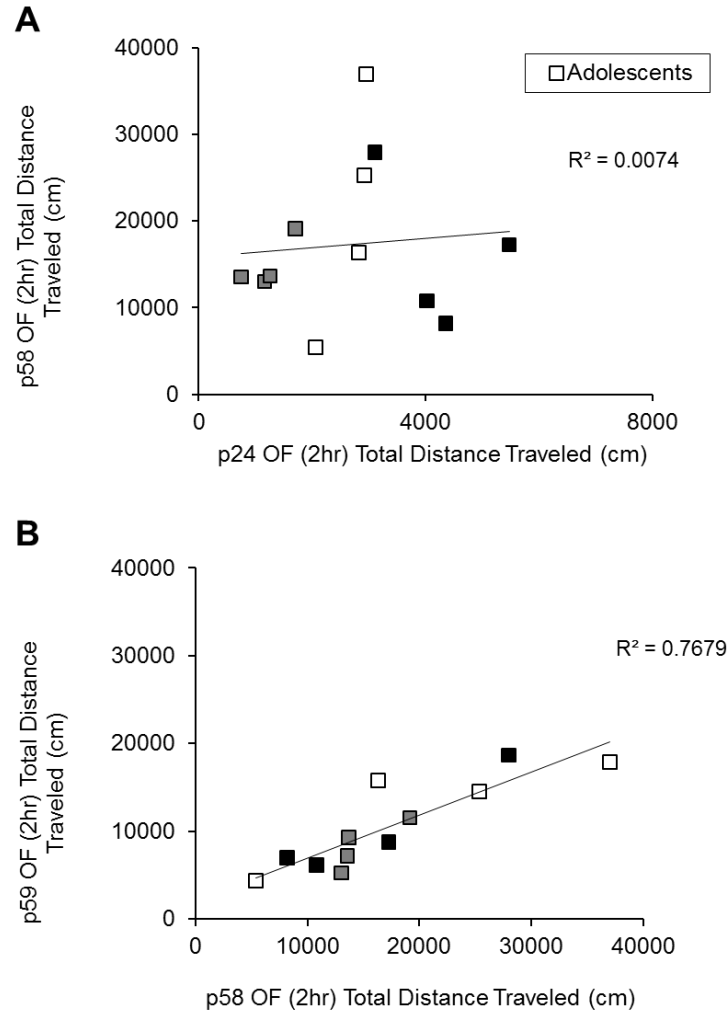 A
p58 OF (2hr) Total Distance
Traveled (cm)
40000
30000
20000
10000
0
0 4000 8000
p24 OF (2hr) Total Distance Traveled (cm)
Adolescents
R² = 0.0074
B
p59 OF (2hr) Total Distance
Traveled (cm)
40000
30000
20000
10000
0
0 10000 20000 30000 40000
p58 OF (2hr) Total Distance Traveled (cm)
R² = 0.7679